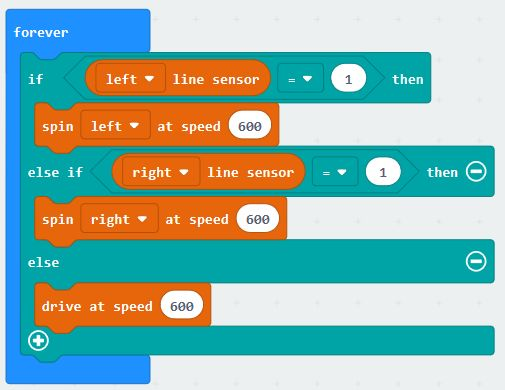 forever
if left line sensor = 1 then
spin left at speed 600
else if right line sensor = 1 then
spin right at speed 600
else
drive at speed 600